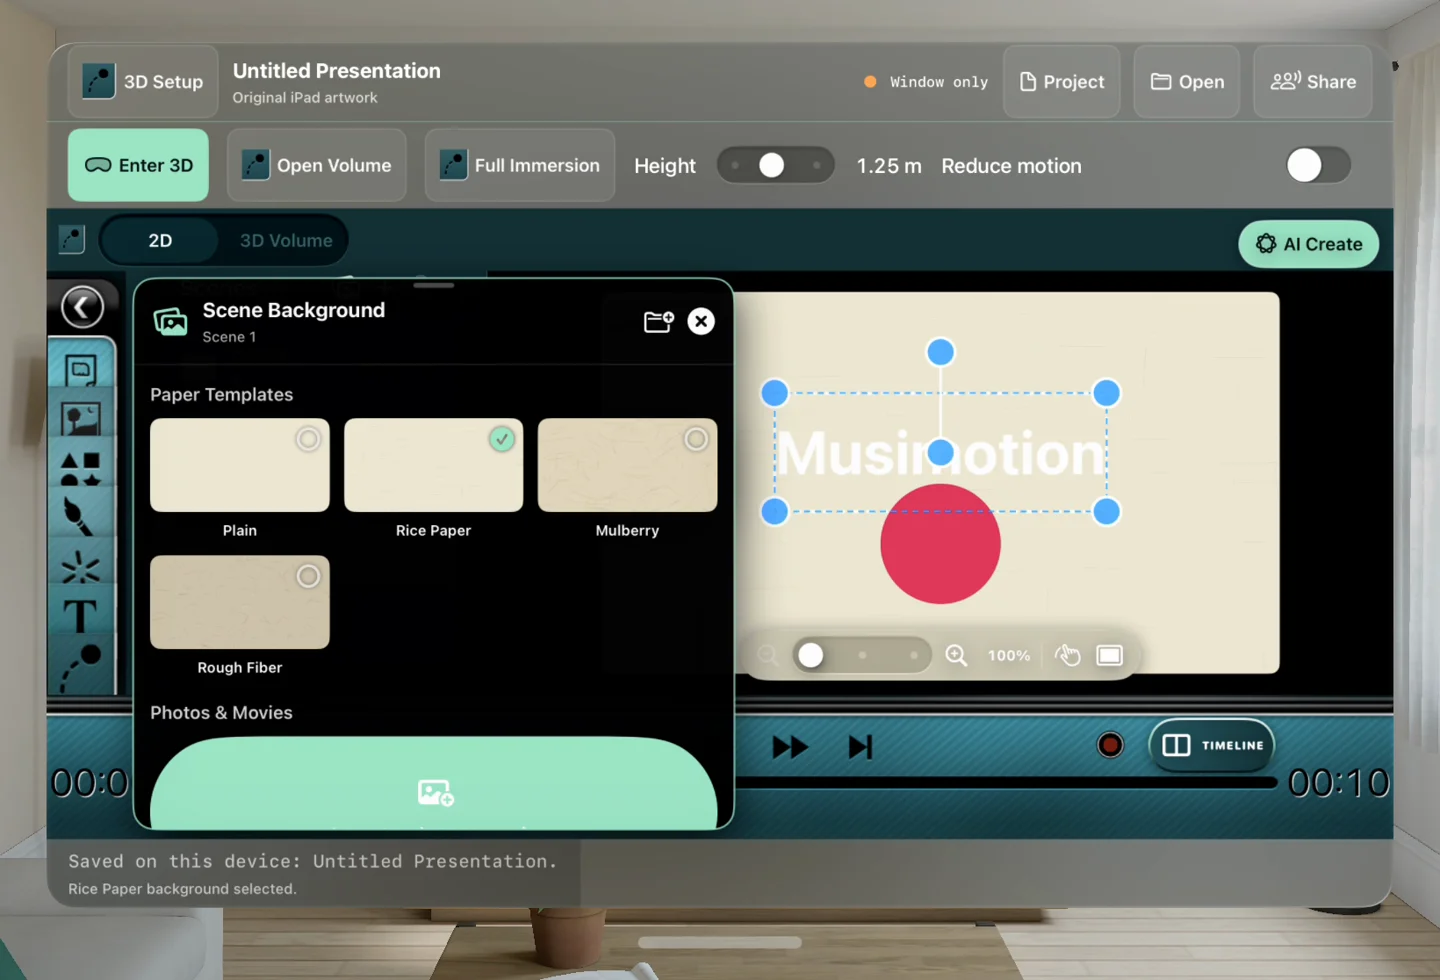 3D Setup
Untitled Presentation
Original iPad artwork
Window only
Project
Open
Share
Enter 3D
Open Volume
Full Immersion
Height
1.25 m
Reduce motion
2D
3D Volume
AI Create
Scene Background
Scene 1
Paper Templates
Plain
Rice Paper
Mulberry
Rough Fiber
Photos & Movies
Musimotion
T
100%
TIMELINE
00:0
00:10
Saved on this device: Untitled Presentation.
Rice Paper background selected.